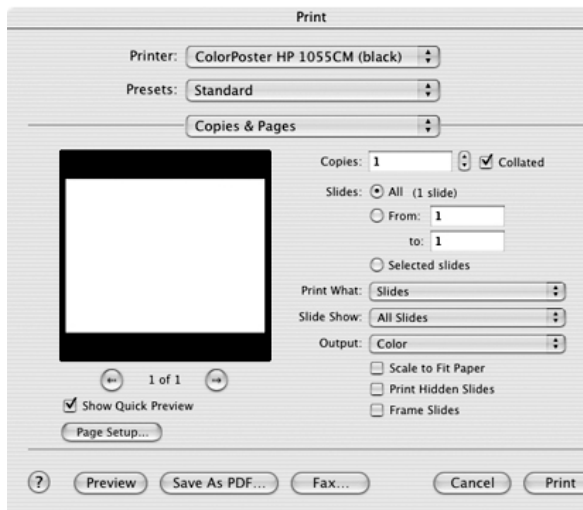 Print
Printer: ColorPoster HP 1055CM (black)
Presets: Standard
Copies & Pages
Copies: 1 Collated
Slides: All (1 slide)
From: 1
to: 1
Selected slides
Print What: Slides
Slide Show: All Slides
Output: Color
Scale to Fit Paper
Print Hidden Slides
Frame Slides
1 of 1
Show Quick Preview
Page Setup...
? Preview Save As PDF... Fax... Cancel Print